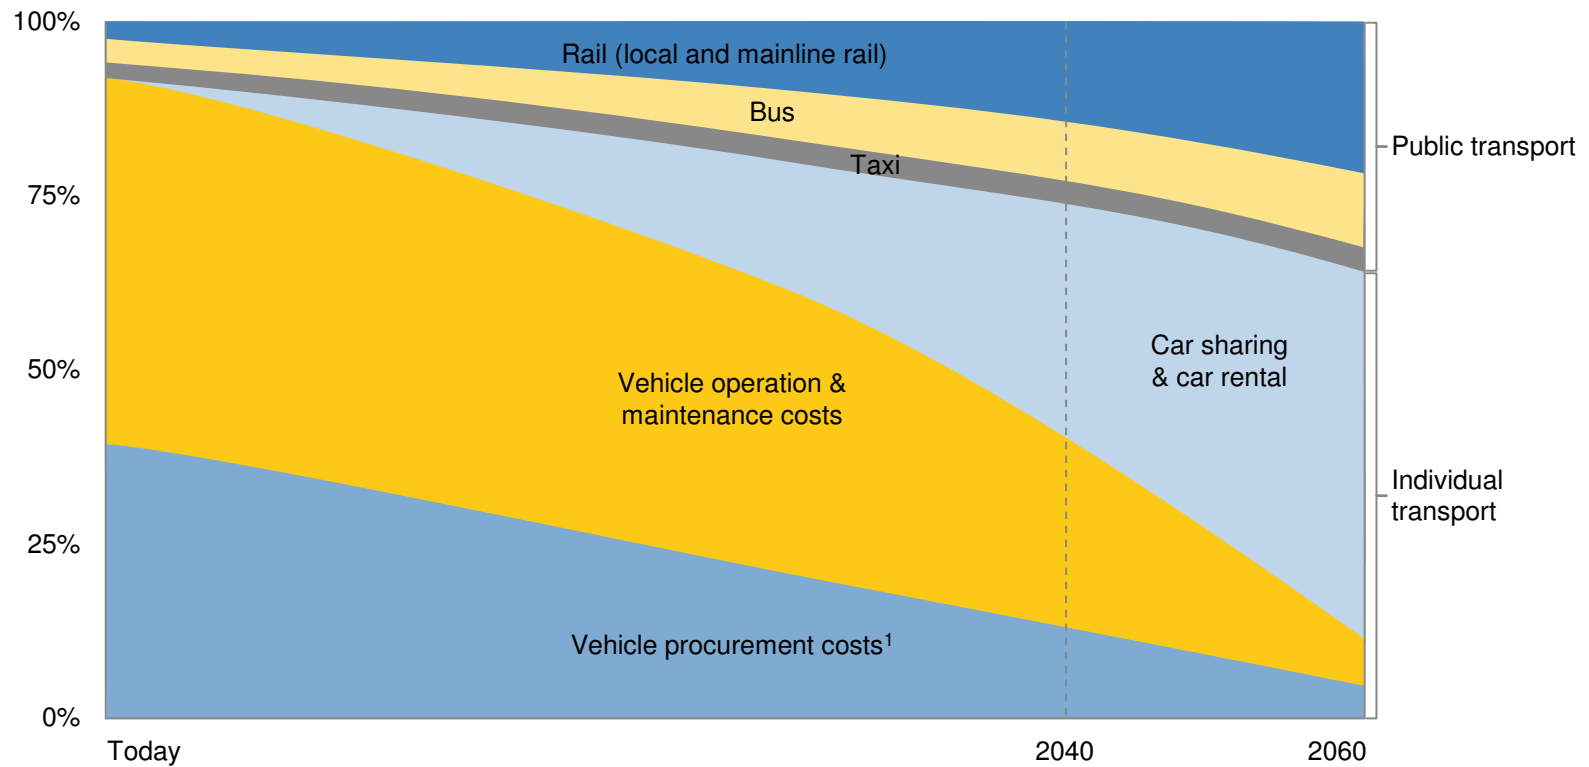 100%
Rail (local and mainline rail)
Bus
Public transport
Taxi
75%
Car sharing
& car rental
50%
Vehicle operation &
maintenance costs
Individual
transport
25%
Vehicle procurement costs¹
0%
Today
2040
2060